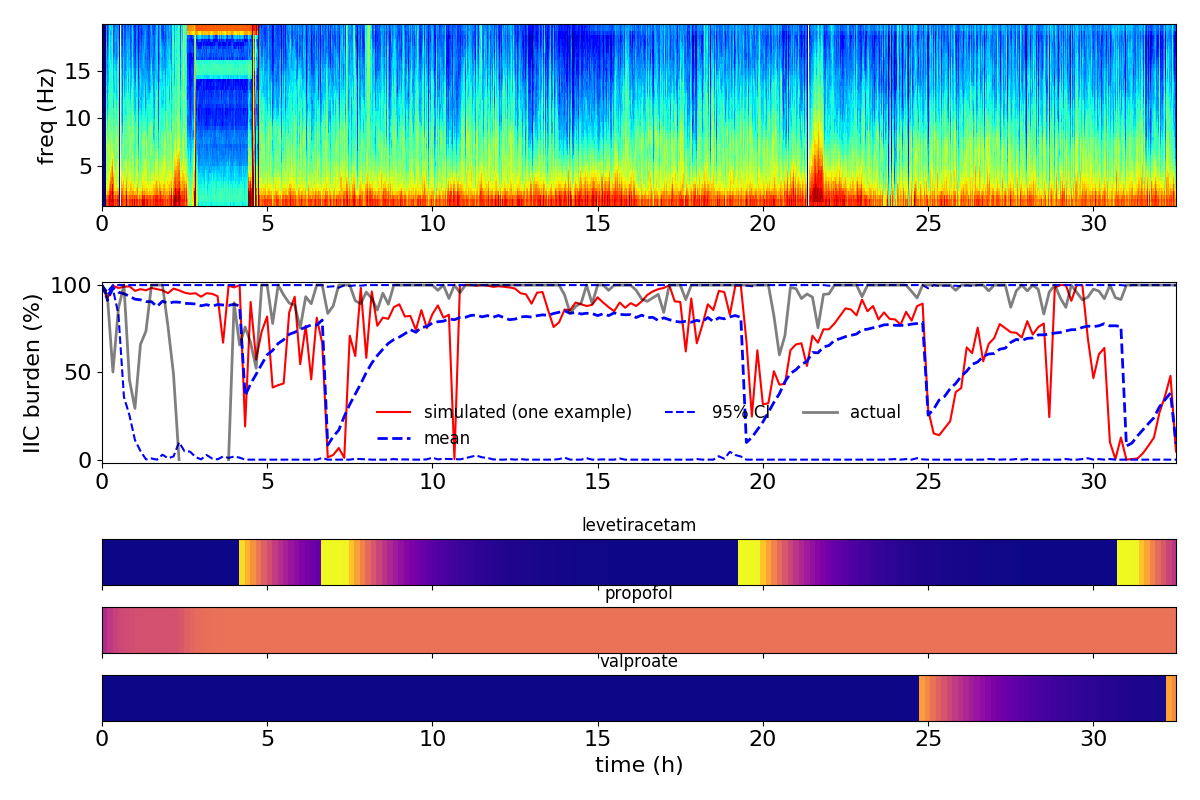 freq (Hz)
15
10
5
0 5 10 15 20 25 30
IIC burden (%)
100
50
0
simulated (one example) 95% CI actual
mean
0 5 10 15 20 25 30
levetiracetam
propofol
valproate
0 5 10 15 20 25 30
time (h)